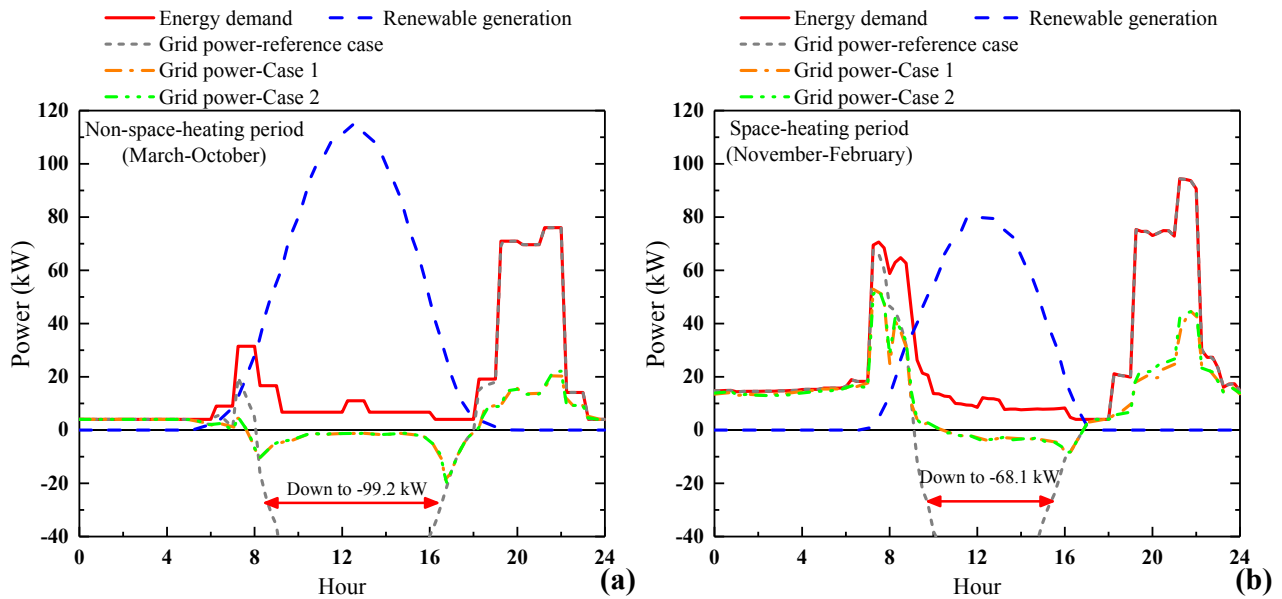 Energy demand
Renewable generation
Grid power-reference case
Grid power-Case 1
Grid power-Case 2
120
100
80
60
40
20
0
-20
-40
Power (kW)
Non-space-heating period
(March-October)
Down to -99.2 kW
0 4 8 12 16 20 24
Hour
(a)
Energy demand
Renewable generation
Grid power-reference case
Grid power-Case 1
Grid power-Case 2
120
100
80
60
40
20
0
-20
-40
Power (kW)
Space-heating period
(November-February)
Down to -68.1 kW
0 4 8 12 16 20 24
Hour
(b)